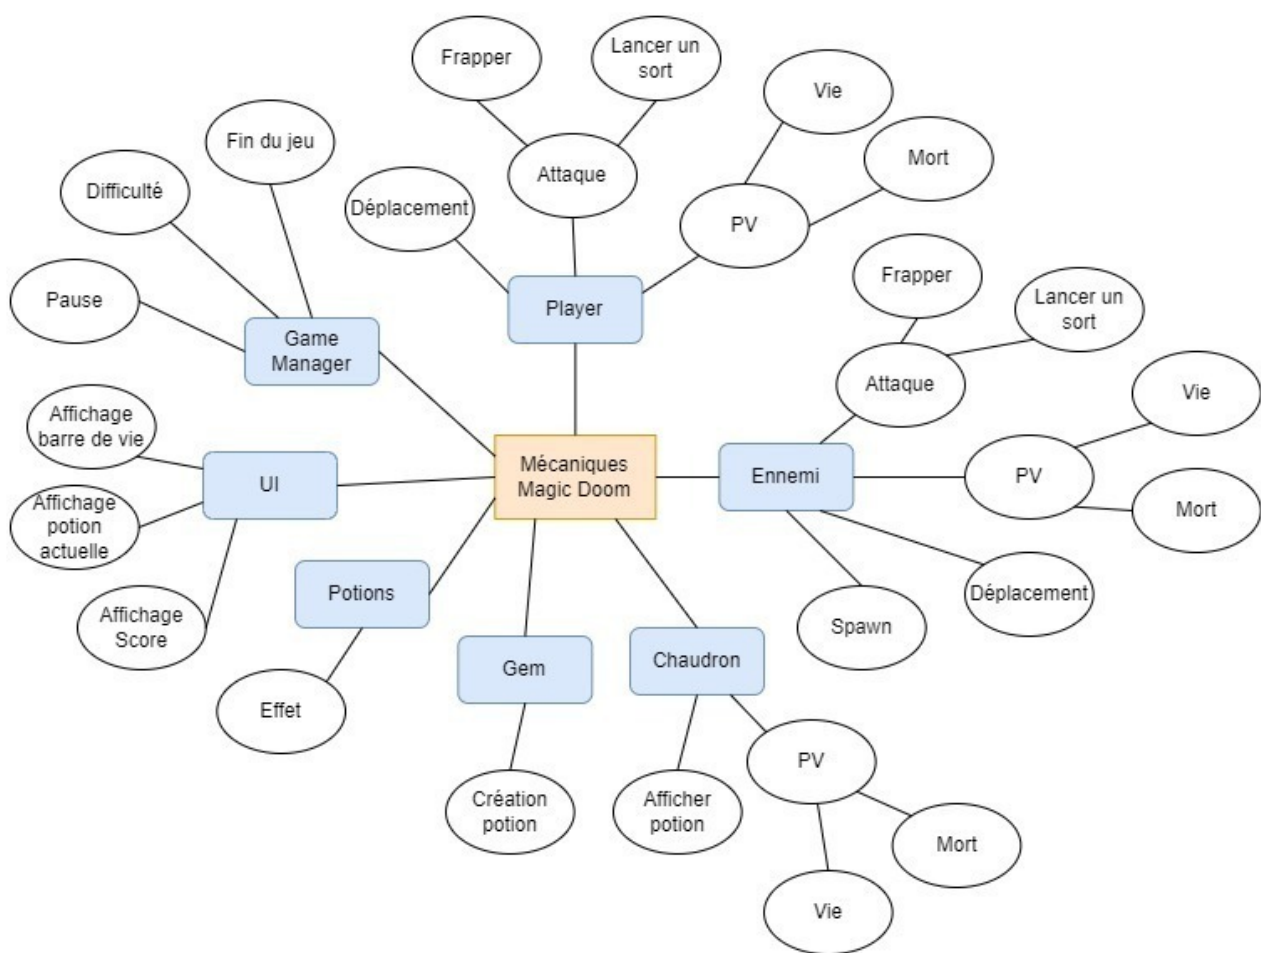 Frapper
Lancer un
sort
Vie
Fin du jeu
Mort
Difficulté
Attaque
Déplacement
PV
Frapper
Pause
Player
Lancer un
sort
Game
Manager
Attaque
Vie
Affichage
barre de vie
Mécaniques
Magic Doom
UI
Ennemi
PV
Affichage
potion
actuelle
Mort
Potions
Déplacement
Affichage
Score
Spawn
Gem
Chaudron
Effet
PV
Création
potion
Afficher
potion
Mort
Vie